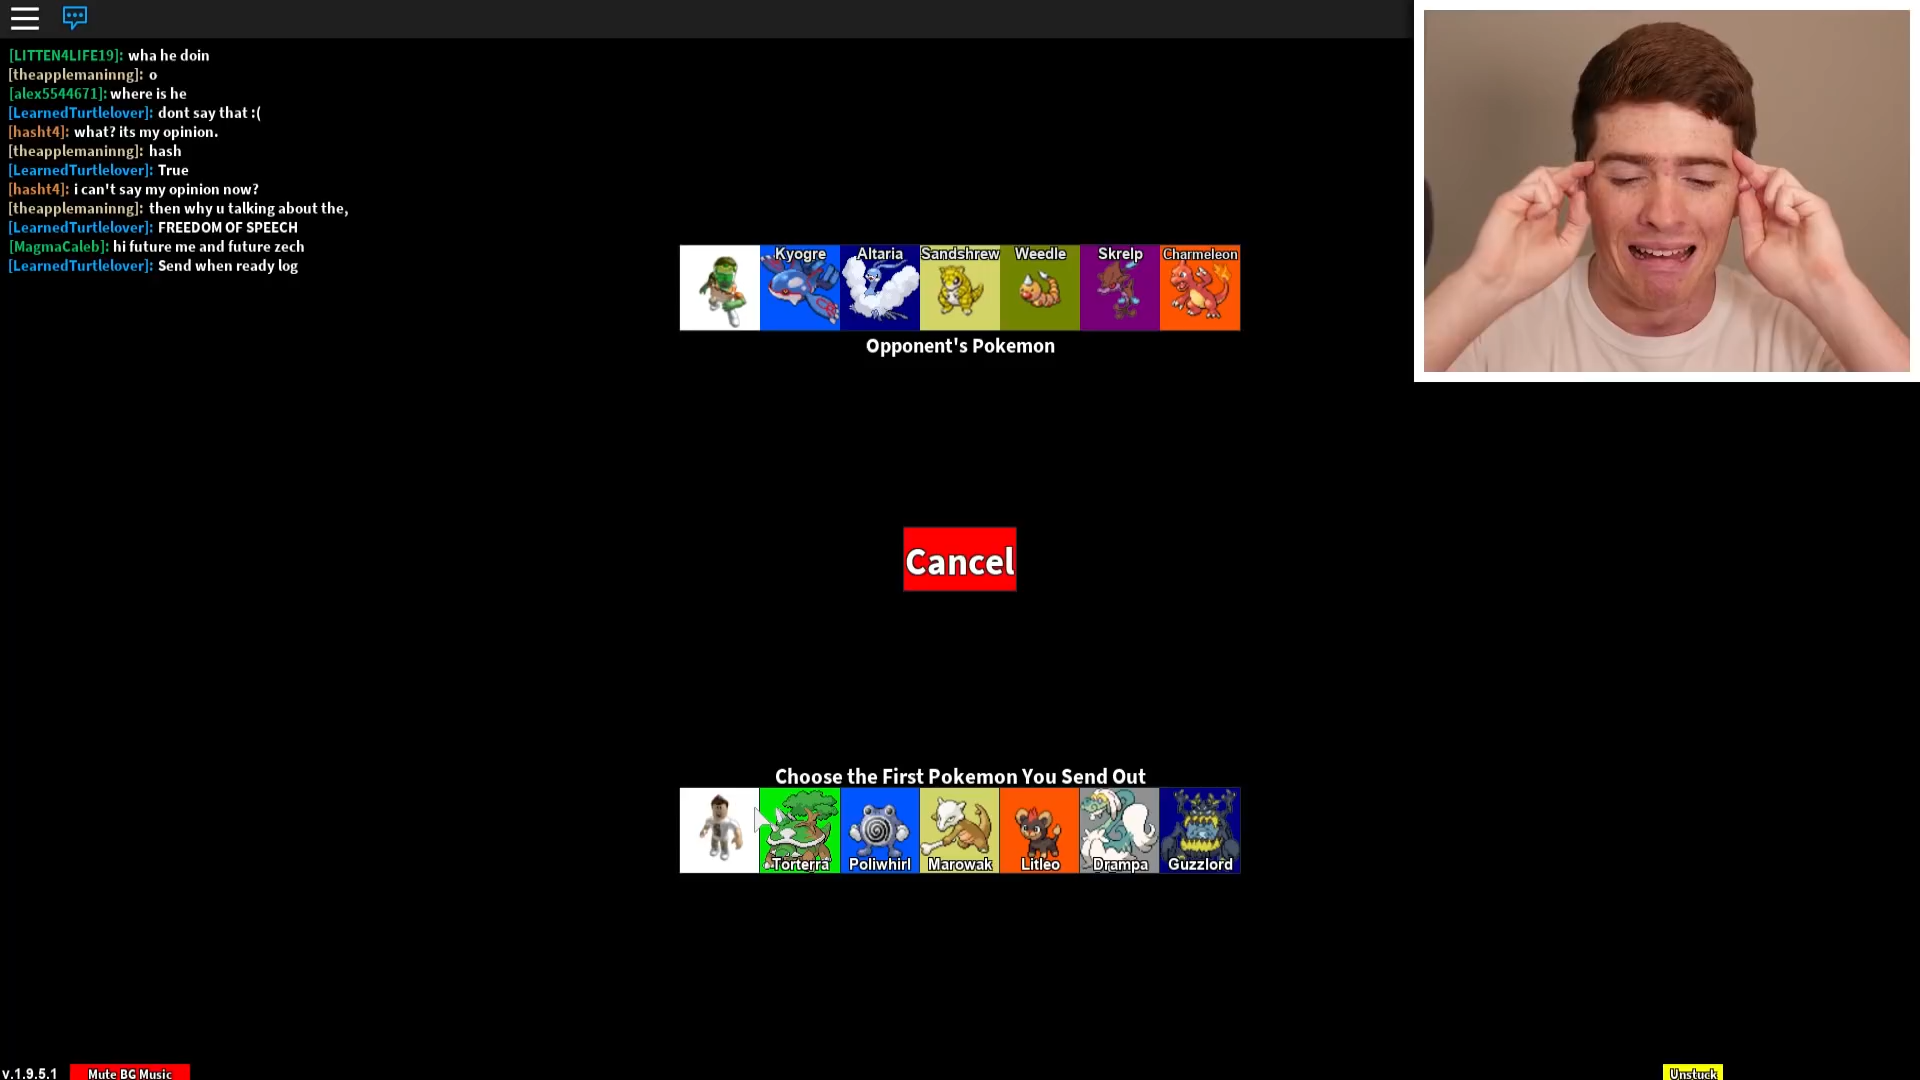 [LITTEN4LIFE19]: wha he doin
[theapplemaninng]: o
[alex5544671]: where is he
[LearnedTurtlelover]: dont say that :(
[hasht4]: what? its my opinion.
[theapplemaninng]: hash
[LearnedTurtlelover]: True
[hasht4]: i can't say my opinion now?
[theapplemaninng]: then why u talking about the,
[LearnedTurtlelover]: FREEDOM OF SPEECH
[MagmaCaleb]: hi future me and future zech
[LearnedTurtlelover]: Send when ready log
Kyogre Altaria Sandshrew Weedle Skrelp Charmeleon
Opponent's Pokemon
Cancel
Choose the First Pokemon You Send Out
Torterra Poliwhirl Marowak Litleo Drampa Guzzlord
v.1.9.5.1 Mute BG Music Unstuck